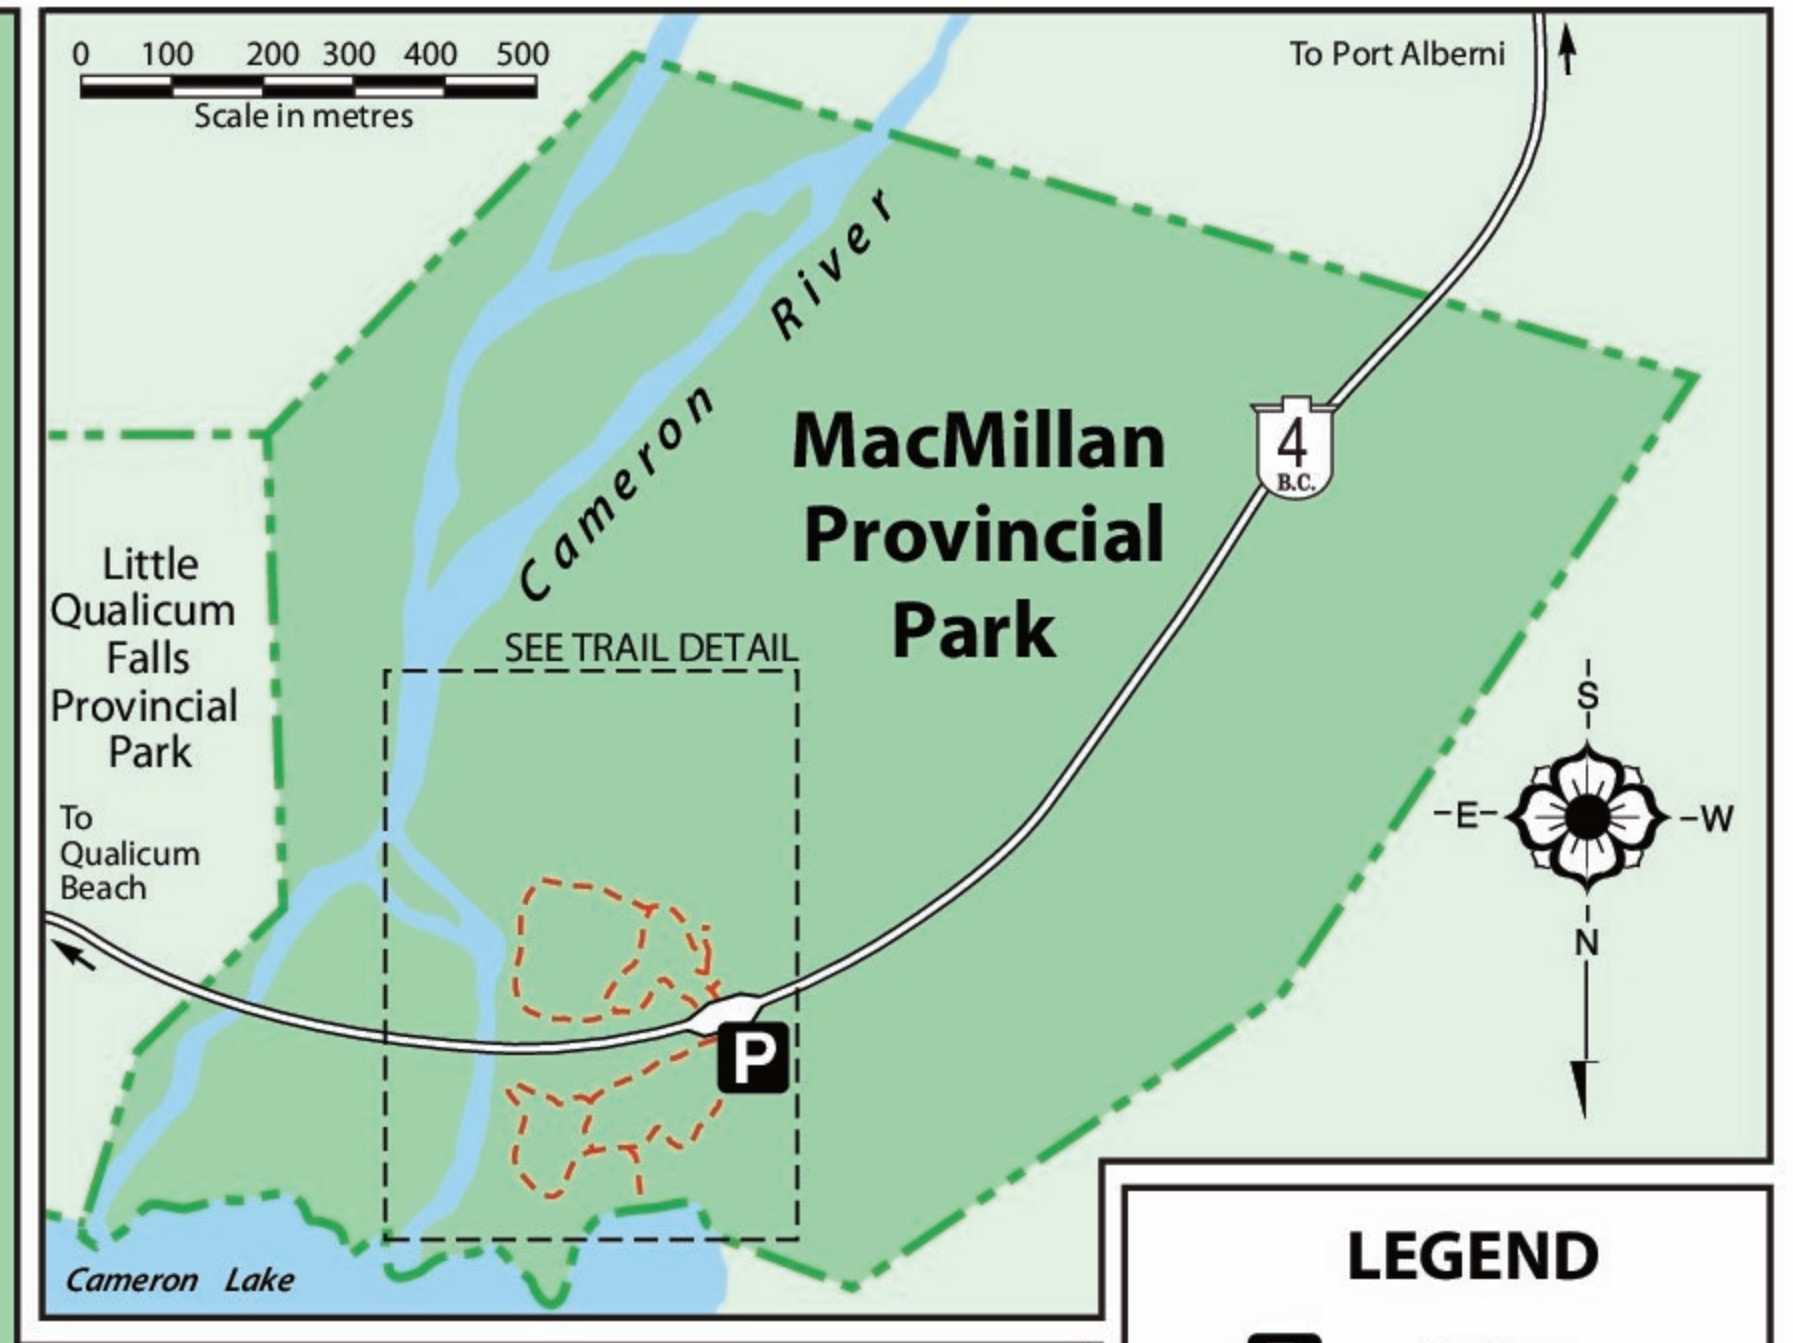 0 100 200 300 400 500
Scale in metres
To Port Alberni
Cameron River
MacMillan
Provincial
Park
4
B.C.
Little
Qualicum
Falls
Provincial
Park
SEE TRAIL DETAIL
To
Qualicum
Beach
S
-E- -W
N
P
Cameron Lake
LEGEND